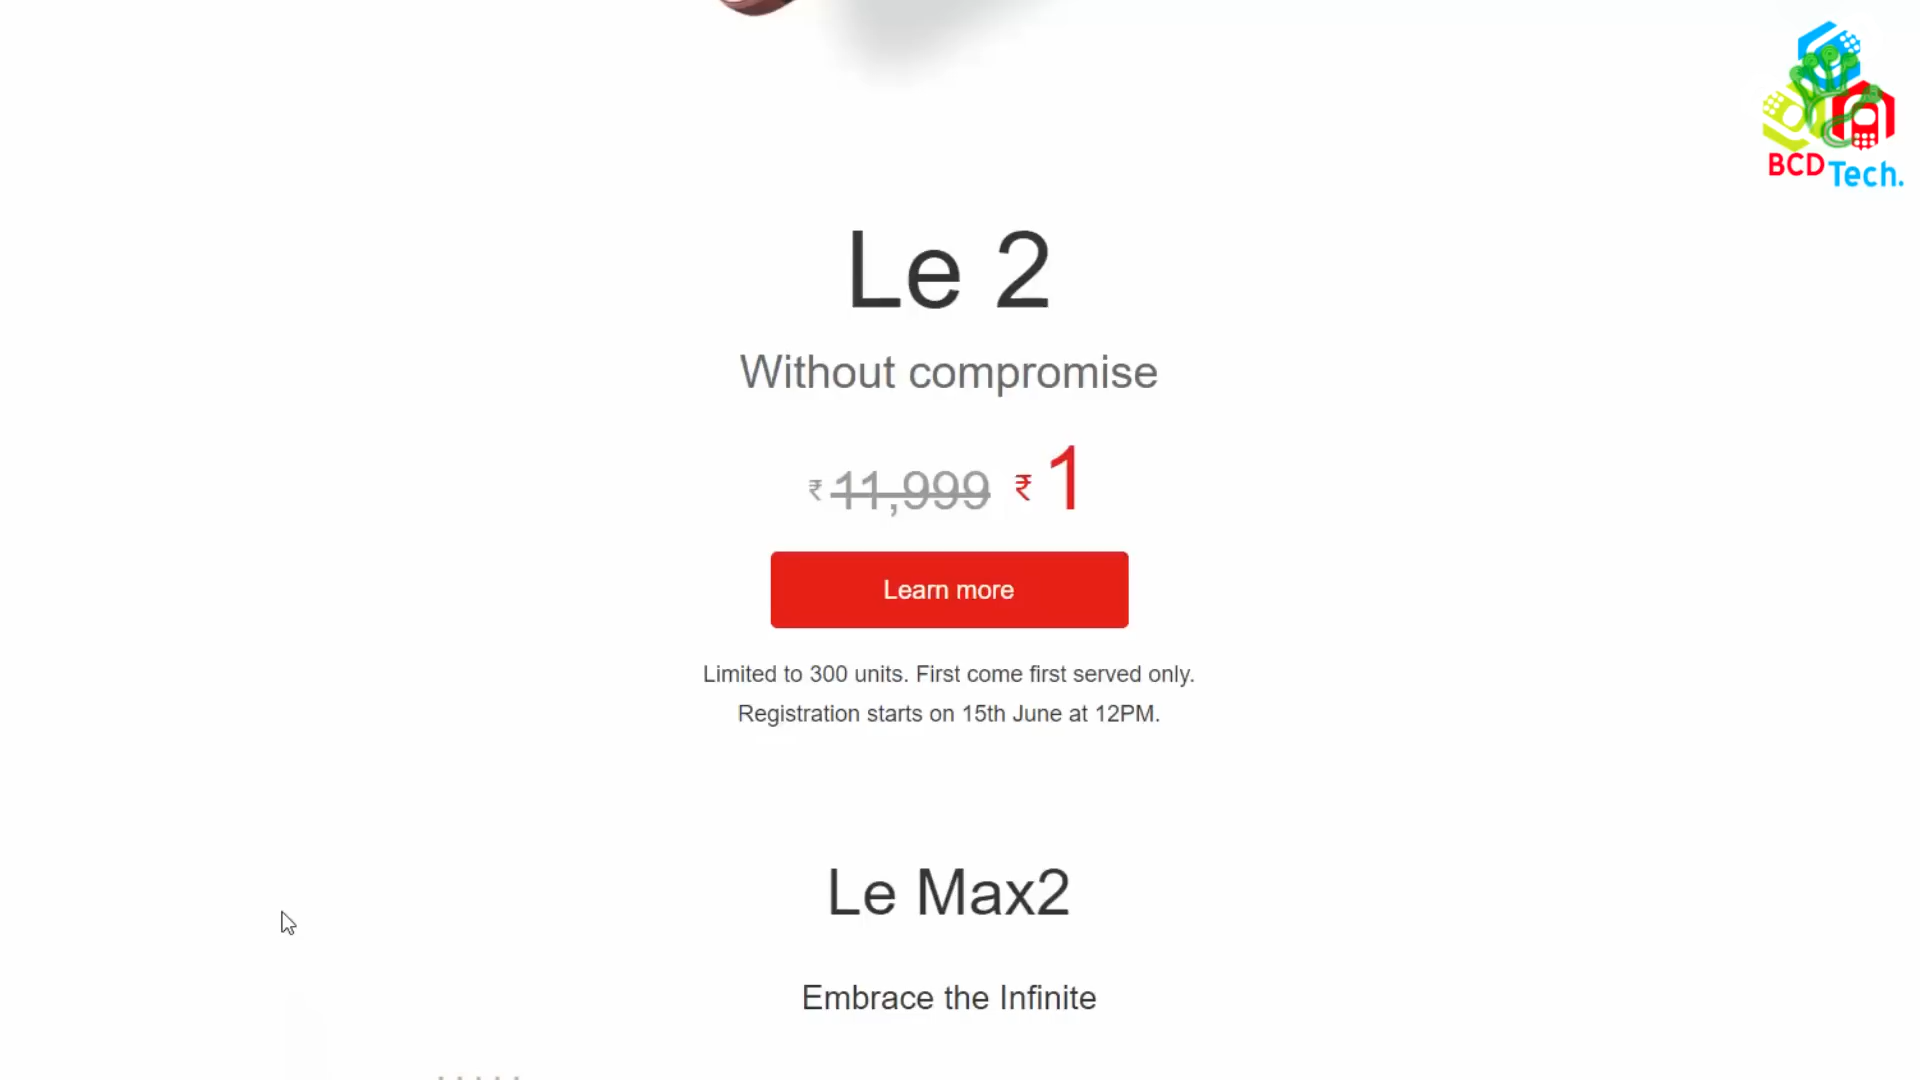 BCD Tech.
Le 2
Without compromise
₹ 11,999 ₹ 1
Learn more
Limited to 300 units. First come first served only.
Registration starts on 15th June at 12PM.
Le Max2
Embrace the Infinite